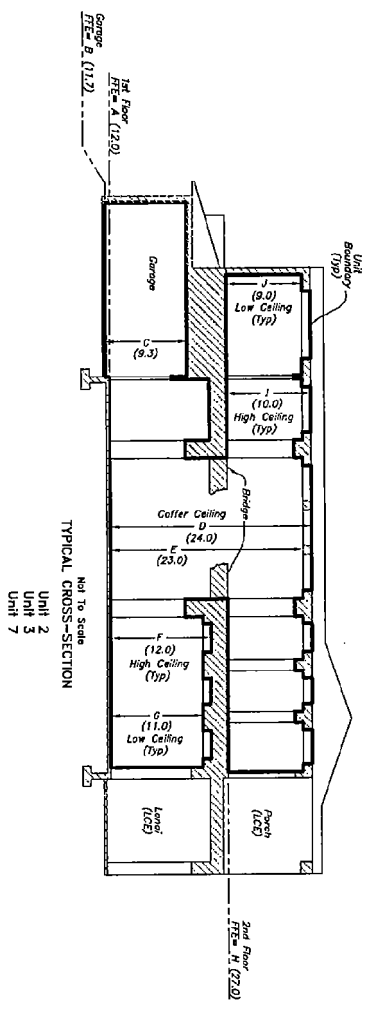 Garage
FFE= B (11.7)
1st Floor
FFE= A (12.0)
Unit
Boundary
(Typ)
Garage
C
(9.3)
J
(9.0)
Low Ceiling
(Typ)
I
(10.0)
High Ceiling
(Typ)
Bridge
Coffer Ceiling
D
(24.0)
E
(23.0)
F
(12.0)
High Ceiling
(Typ)
G
(11.0)
Low Ceiling
(Typ)
Lanai
(LCE)
Porch
(LCE)
2nd Floor
FFE= H (27.0)
Not To Scale
TYPICAL CROSS-SECTION
Unit 2
Unit 3
Unit 7